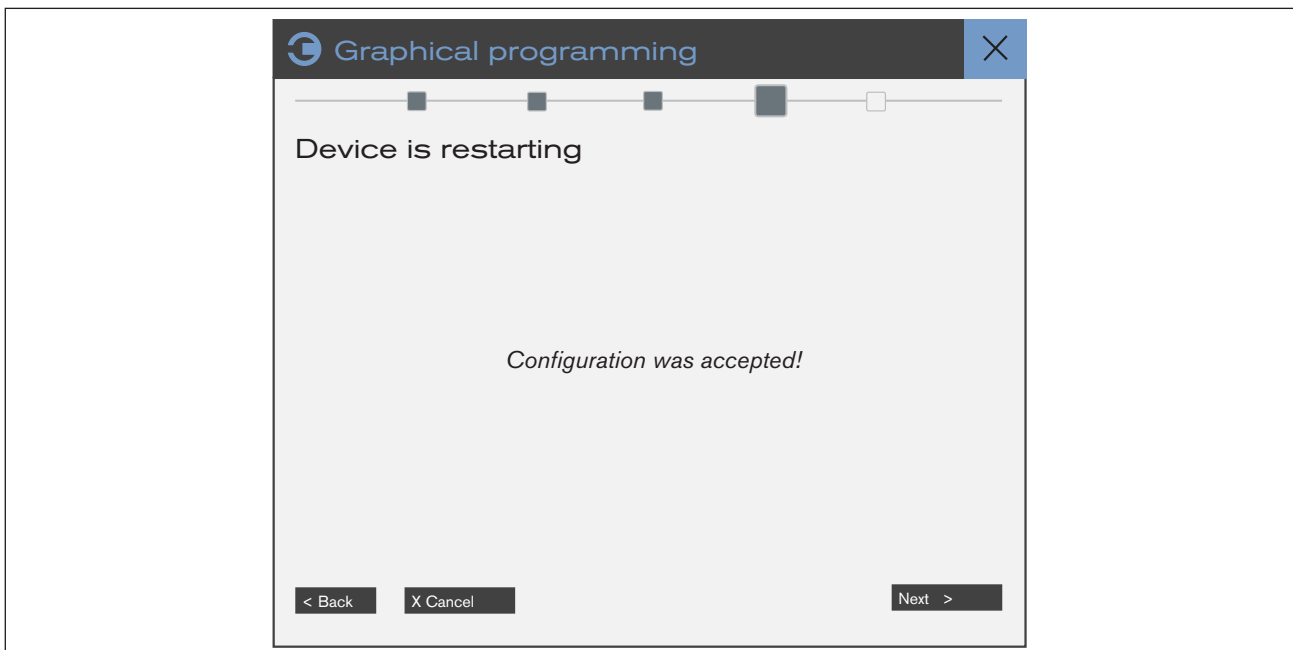 Graphical programming
Device is restarting
Configuration was accepted!
< Back
X Cancel
Next >